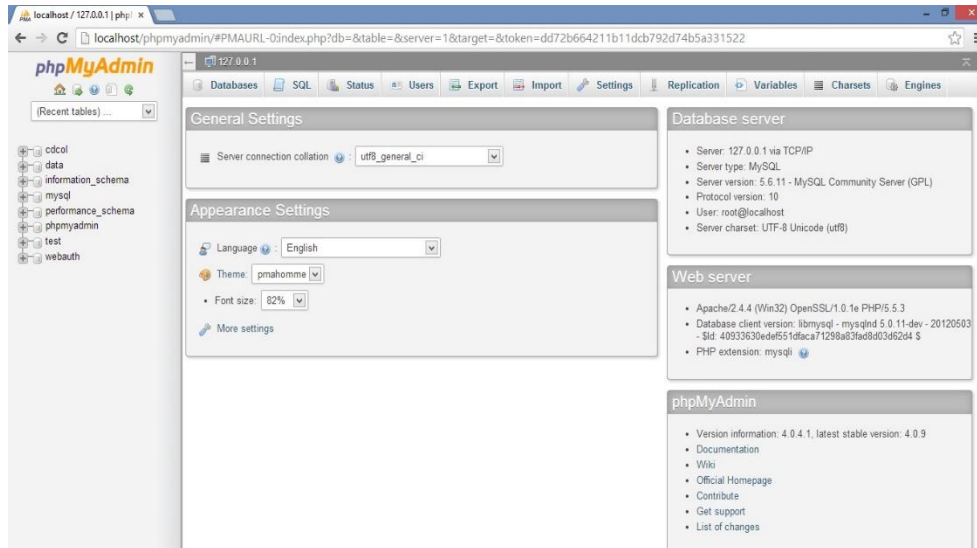 localhost / 127.0.0.1 | phpl
localhost/phpmyadmin/#PMAURL-0:index.php?db=&table=&server=1&target=&token=dd72b664211b11dcb792d74b5a331522
phpMyAdmin
(Recent tables) ...
cdcol
data
information_schema
mysql
performance_schema
phpmyadmin
test
webauth
127.0.0.1
Databases SQL Status Users Export Import Settings Replication Variables Charsets Engines
General Settings
Server connection collation : utf8_general_ci
Appearance Settings
Language : English
Theme: pmahomme
Font size: 82%
More settings
Database server
Server: 127.0.0.1 via TCP/IP
Server type: MySQL
Server version: 5.6.11 - MySQL Community Server (GPL)
Protocol version: 10
User: root@localhost
Server charset: UTF-8 Unicode (utf8)
Web server
Apache/2.4.4 (Win32) OpenSSL/1.0.1e PHP/5.5.3
Database client version: libmysql - mysqlnd 5.0.11-dev - 20120503
- $Id: 40933630edef551dfaca71298a83fad8d03d62d4 $
PHP extension: mysqli
phpMyAdmin
Version information: 4.0.4.1, latest stable version: 4.0.9
Documentation
Wiki
Official Homepage
Contribute
Get support
List of changes